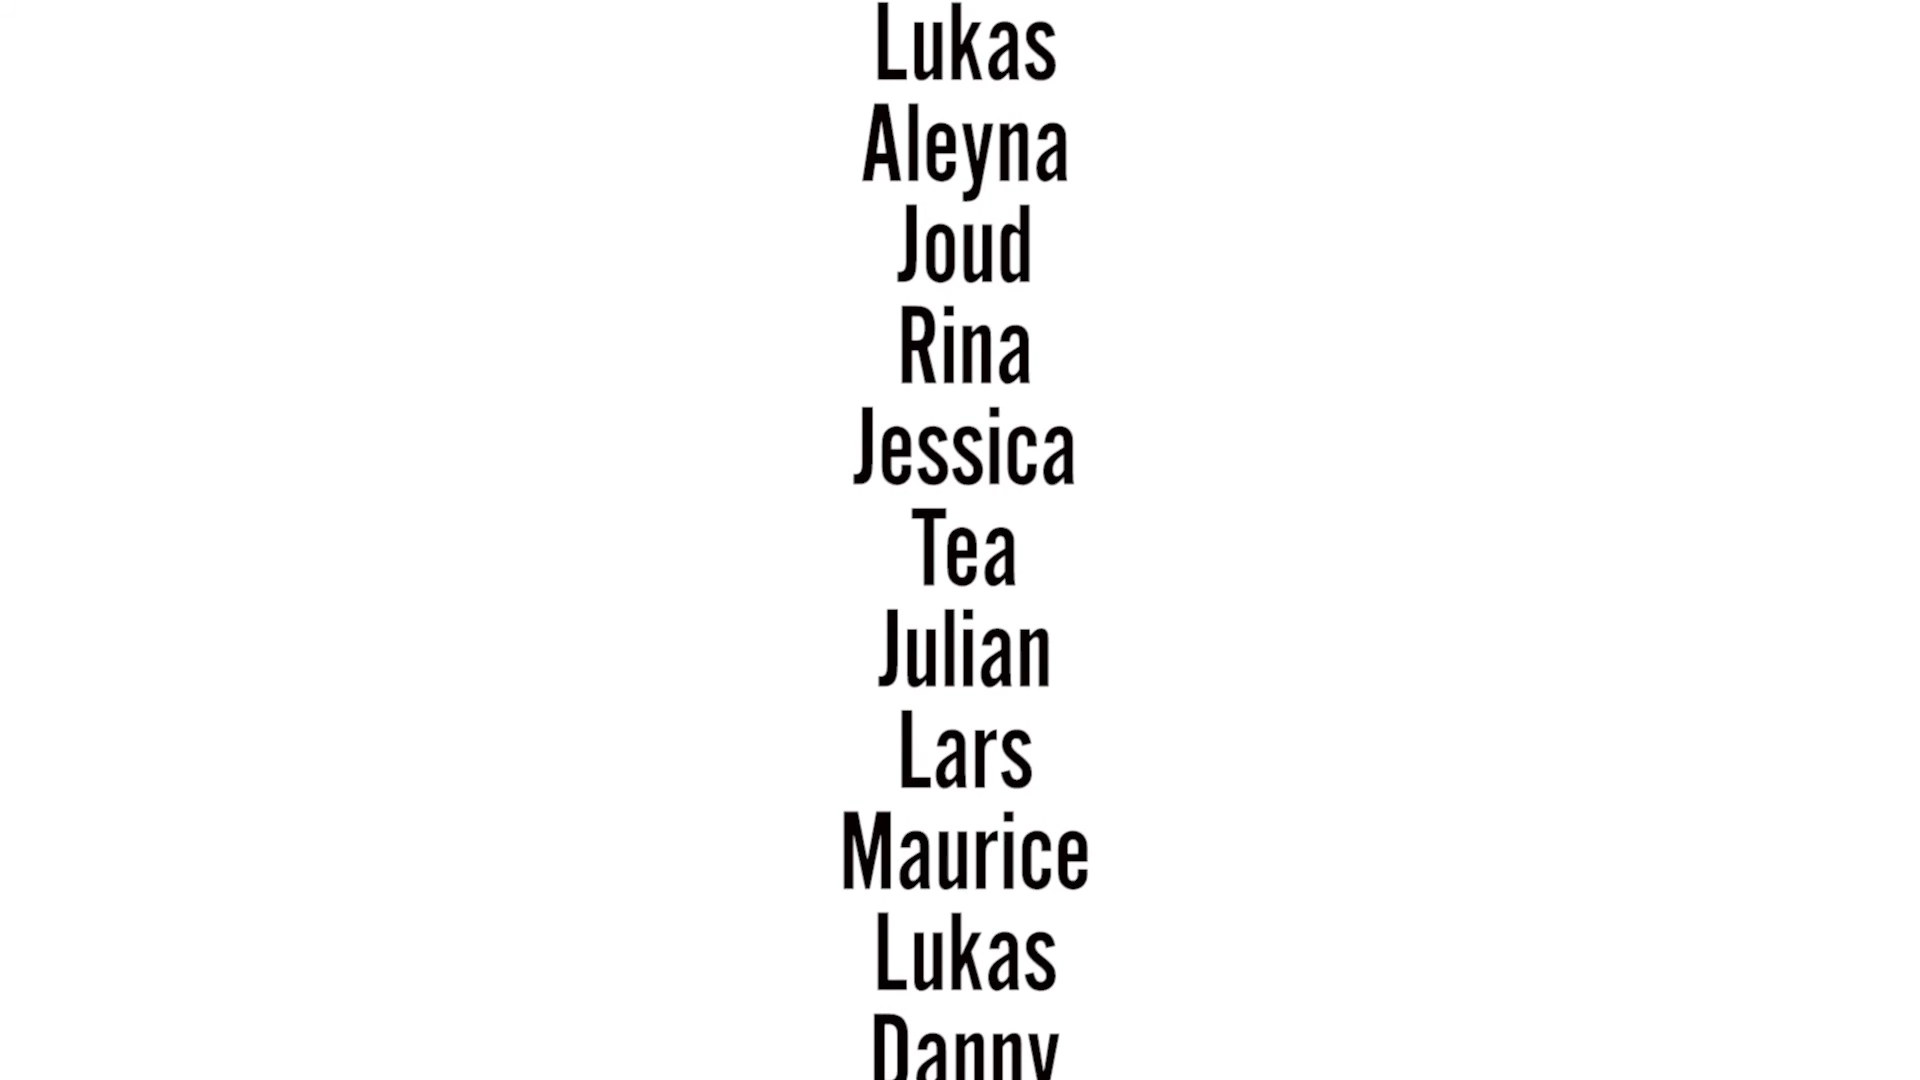 Lukas
Aleyna
Joud
Rina
Jessica
Tea
Julian
Lars
Maurice
Lukas
Danny